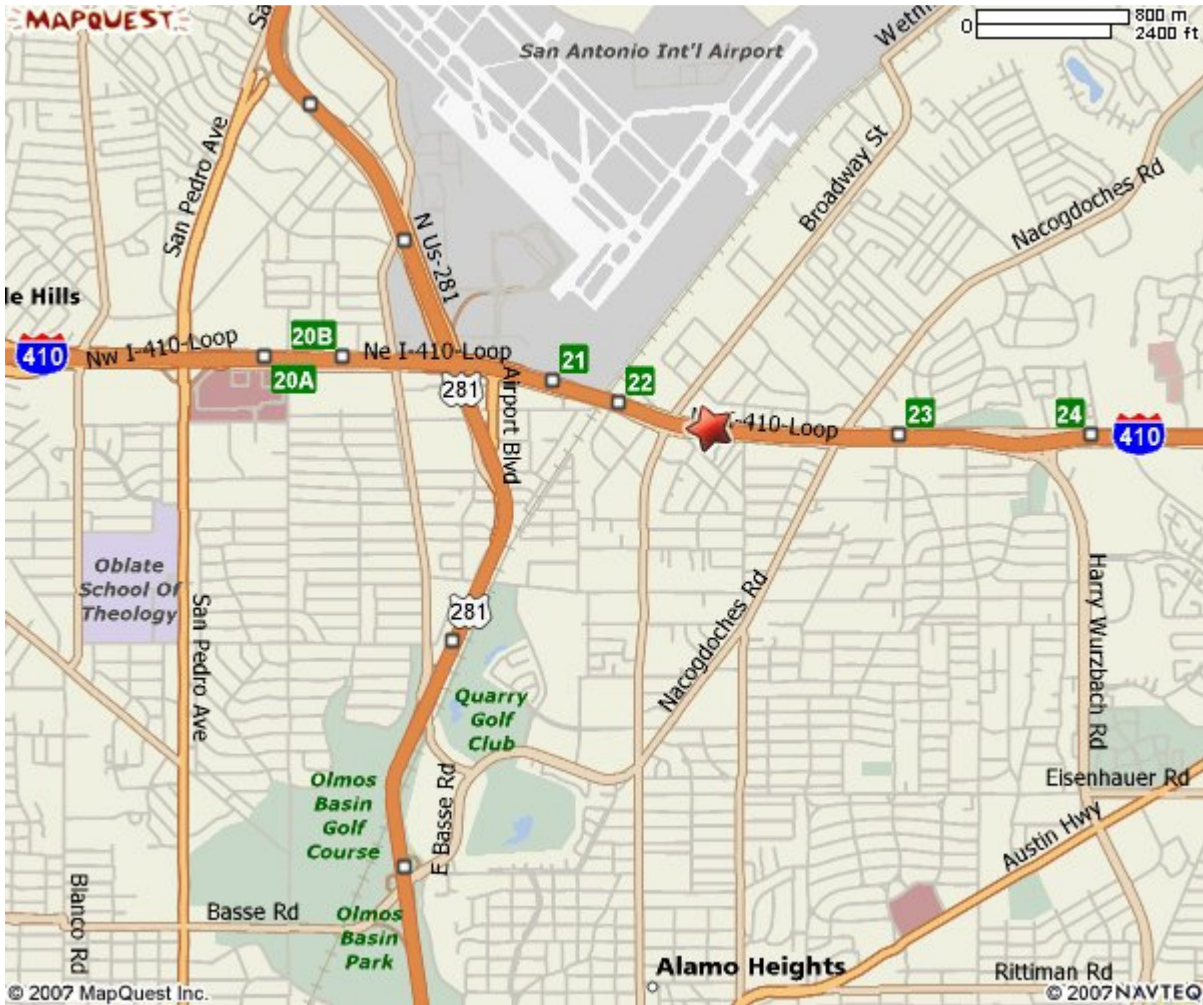 MAPQUEST
Sa
San Antonio Int'l Airport
Wetm
0
800 m
2400 ft
San Pedro Ave
Broadway St
Nacogdoches Rd
N Us-281
le Hills
410
Nw I-410-Loop
20B
Ne I-410-Loop
20A
281
Airport Blvd
21
22
I-410-Loop
23
24
410
Oblate
School Of
Theology
San Pedro Ave
281
Quarry
Golf
Club
Nacogdoches Rd
Harry Wurzbach Rd
Eisenhauer Rd
Olmos
Basin
Golf
Course
E Basse Rd
Austin Hwy
Blanco Rd
Basse Rd
Olmos
Basin
Park
Alamo Heights
Rittiman Rd
© 2007 MapQuest Inc.
© 2007 NAVTEQ